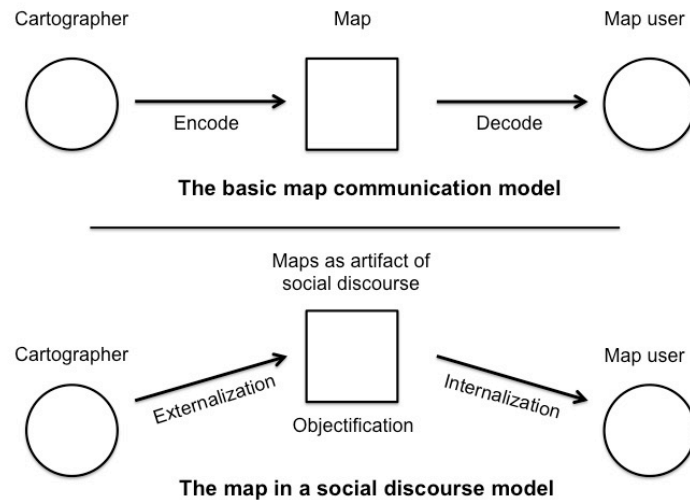 Cartographer
Map
Map user
Encode
Decode
The basic map communication model
Maps as artifact of
social discourse
Cartographer
Map user
Externalization
Internalization
Objectification
The map in a social discourse model